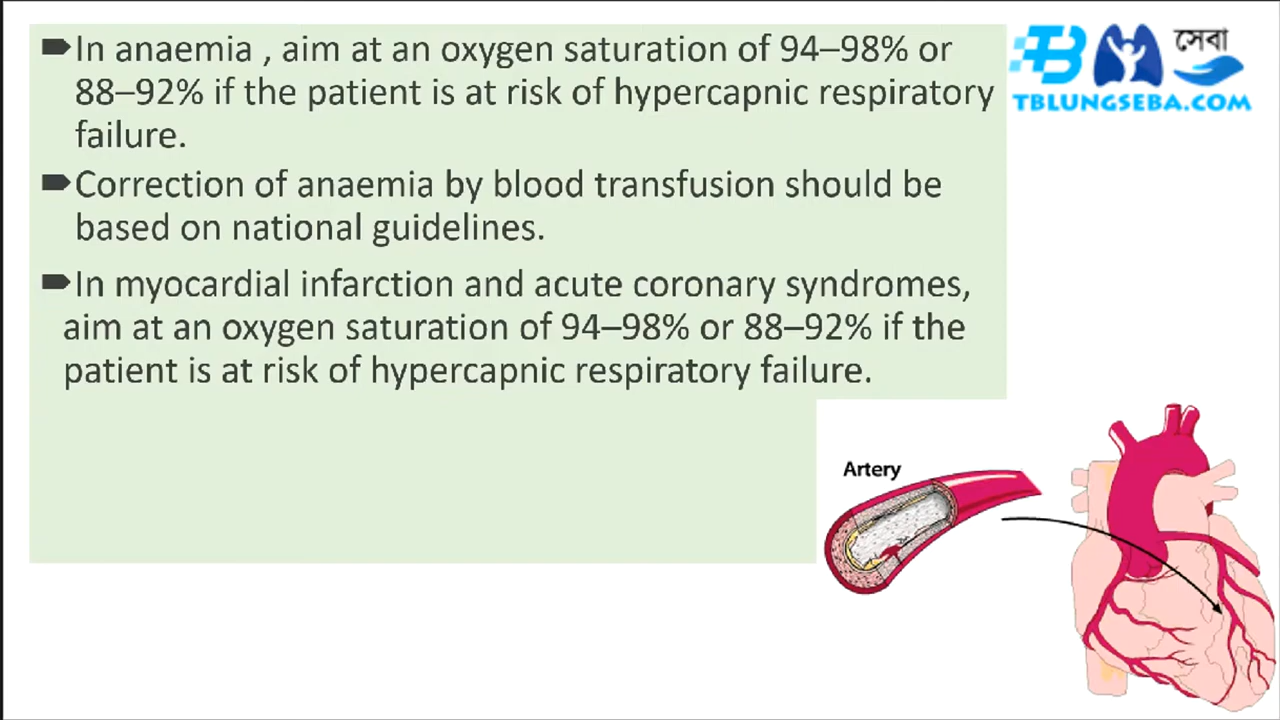 In anaemia , aim at an oxygen saturation of 94–98% or
88–92% if the patient is at risk of hypercapnic respiratory
failure.
Correction of anaemia by blood transfusion should be
based on national guidelines.
In myocardial infarction and acute coronary syndromes,
aim at an oxygen saturation of 94–98% or 88–92% if the
patient is at risk of hypercapnic respiratory failure.
TB সেবা
TBLUNGSEBA.COM
Artery